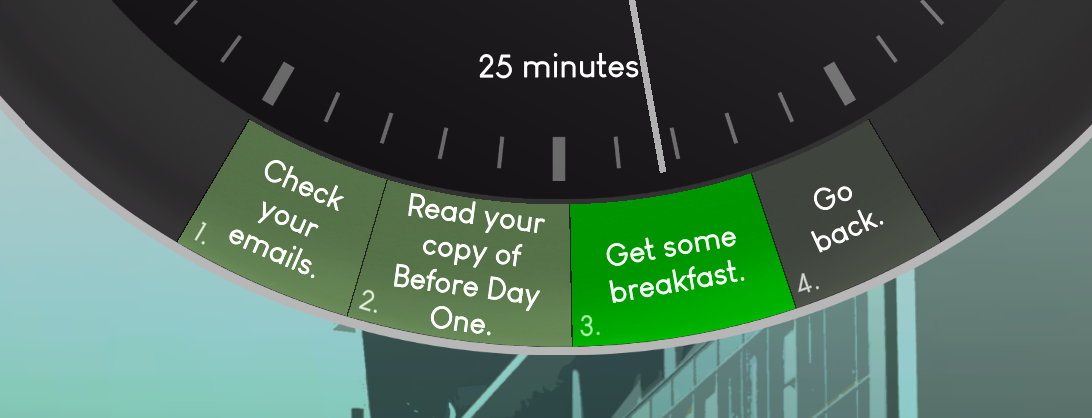 25 minutes
Check
your
emails.
1.
Read your
copy of
Before Day
One.
2.
Get some
breakfast.
3.
Go
back.
4.